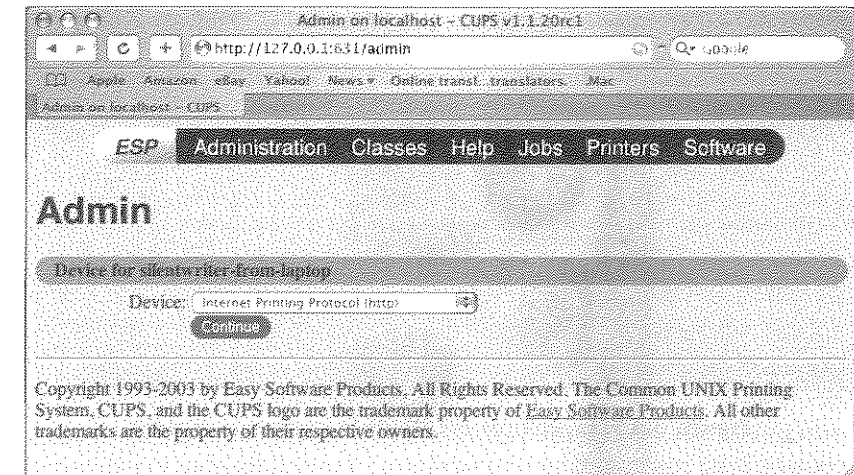 Admin on localhost – CUPS v1.1.20rc1
http://127.0.0.1:631/admin
Google
Apple Amazon eBay Yahoo! News Online transl. translators Mac
Admin on localhost – CUPS
ESP Administration Classes Help Jobs Printers Software
Admin
Device for silentwriter-from-laptop
Device: Internet Printing Protocol (http)
Continue
Copyright 1993-2003 by Easy Software Products, All Rights Reserved. The Common UNIX Printing
System, CUPS, and the CUPS logo are the trademark property of Easy Software Products. All other
trademarks are the property of their respective owners.